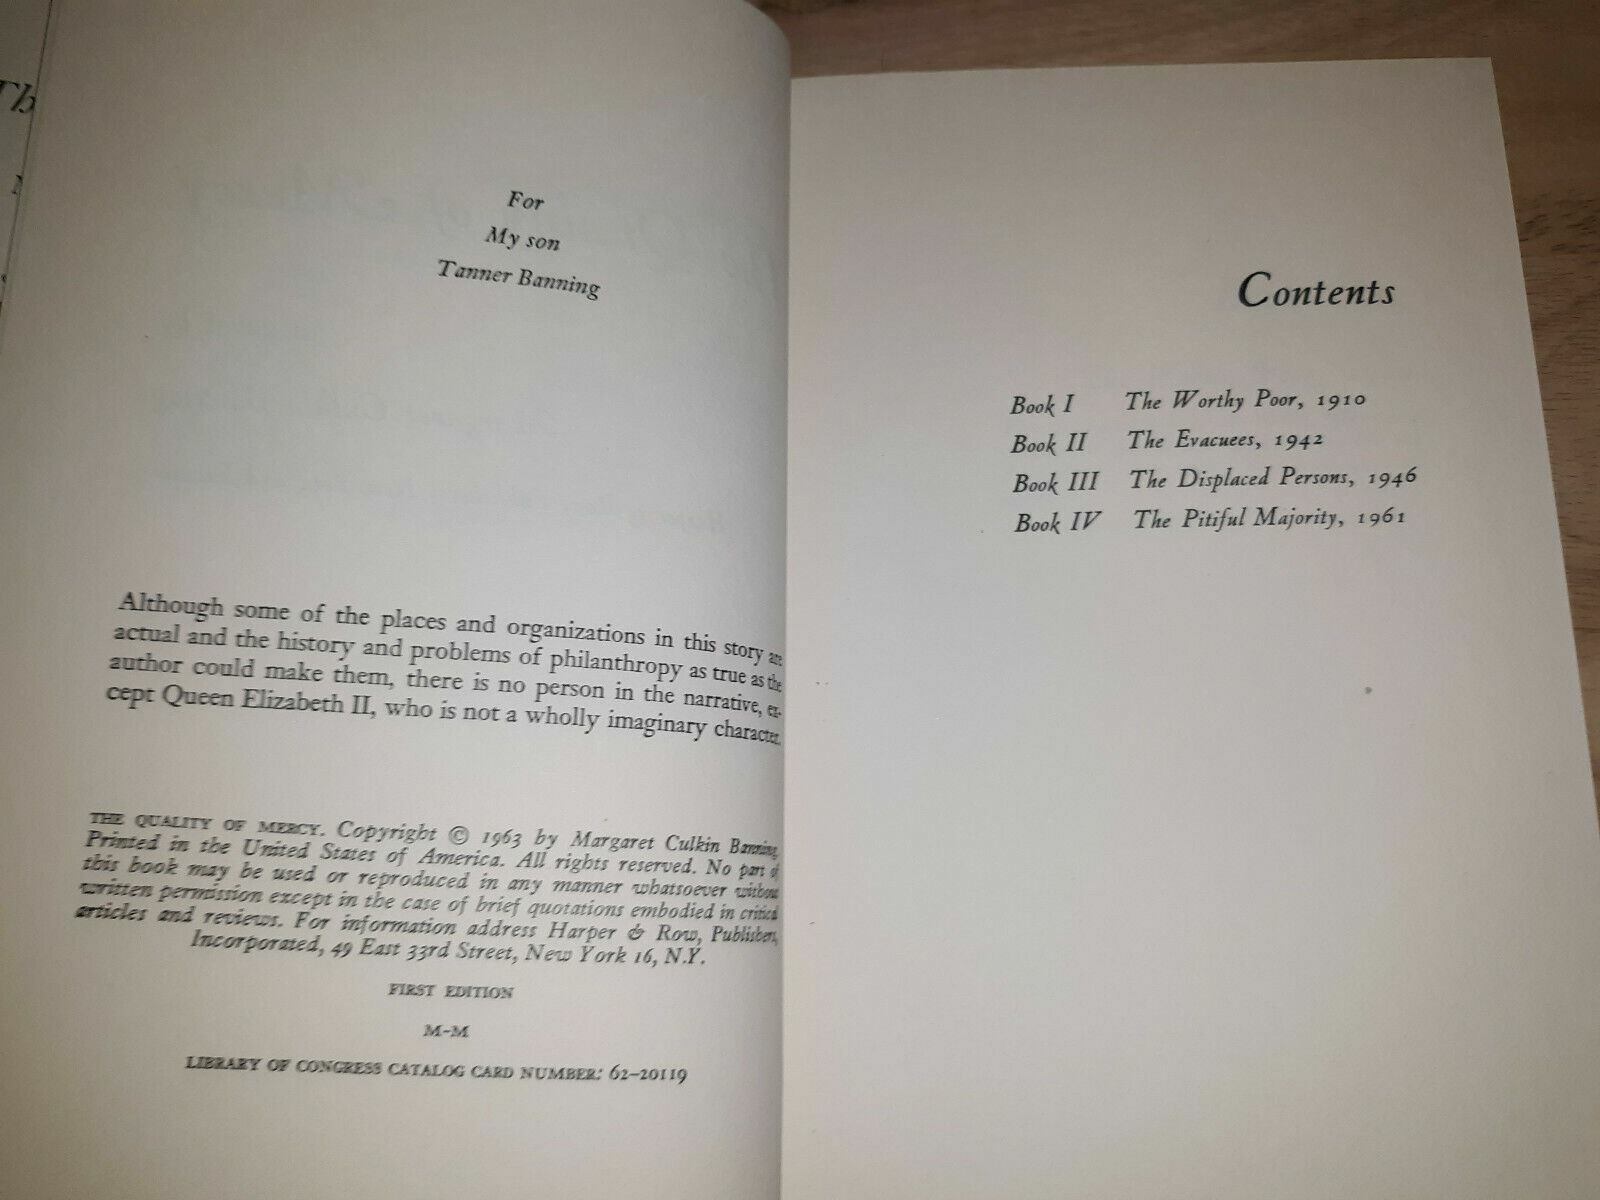 Th
For
My son
Tanner Banning
Although some of the places and organizations in this story are
actual and the history and problems of philanthropy as true as the
author could make them, there is no person in the narrative, ex-
cept Queen Elizabeth II, who is not a wholly imaginary character.
THE QUALITY OF MERCY. Copyright © 1963 by Margaret Culkin Banning.
Printed in the United States of America. All rights reserved. No part of
this book may be used or reproduced in any manner whatsoever without
written permission except in the case of brief quotations embodied in critical
articles and reviews. For information address Harper & Row, Publishers,
Incorporated, 49 East 33rd Street, New York 16, N.Y.
FIRST EDITION
M-M
LIBRARY OF CONGRESS CATALOG CARD NUMBER: 62-20119
Contents
Book I The Worthy Poor, 1910
Book II The Evacuees, 1942
Book III The Displaced Persons, 1946
Book IV The Pitiful Majority, 1961